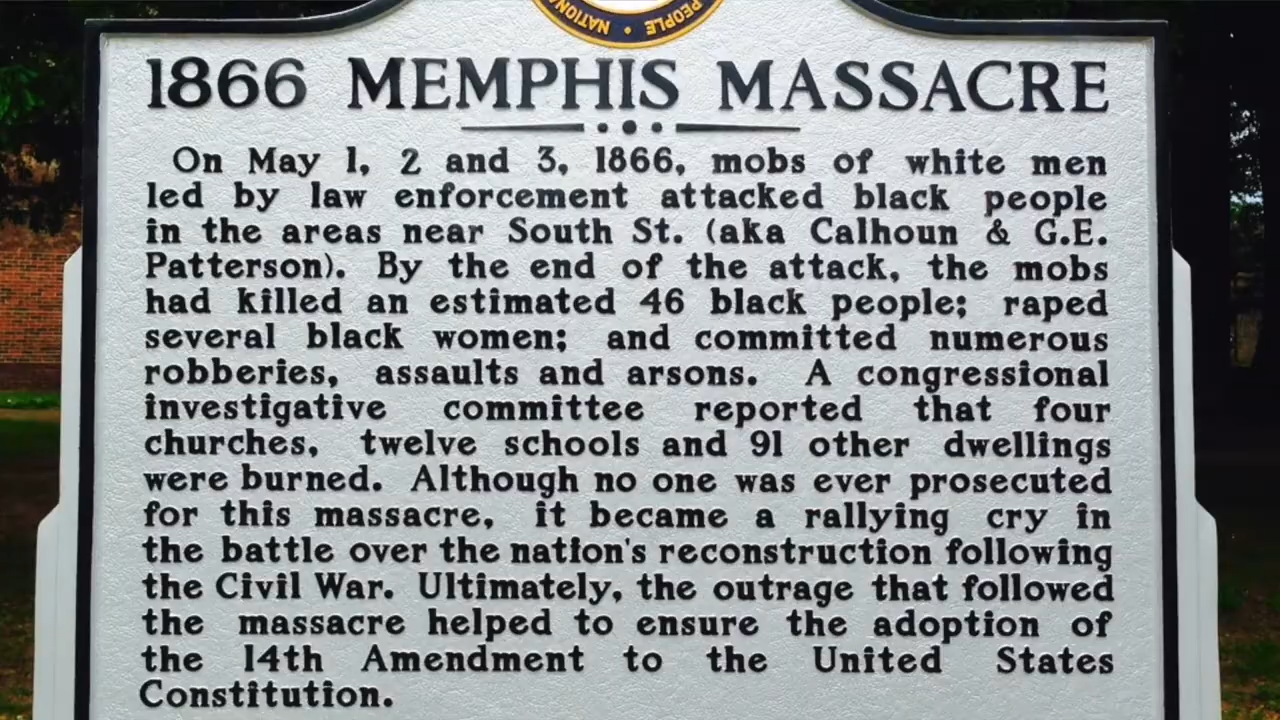 NATION • PEOPLE
1866 MEMPHIS MASSACRE
On May 1, 2 and 3, 1866, mobs of white men
led by law enforcement attacked black people
in the areas near South St. (aka Calhoun & G.E.
Patterson). By the end of the attack, the mobs
had killed an estimated 46 black people; raped
several black women; and committed numerous
robberies, assaults and arsons. A congressional
investigative committee reported that four
churches, twelve schools and 91 other dwellings
were burned. Although no one was ever prosecuted
for this massacre, it became a rallying cry in
the battle over the nation's reconstruction following
the Civil War. Ultimately, the outrage that followed
the massacre helped to ensure the adoption of
the 14th Amendment to the United States
Constitution.